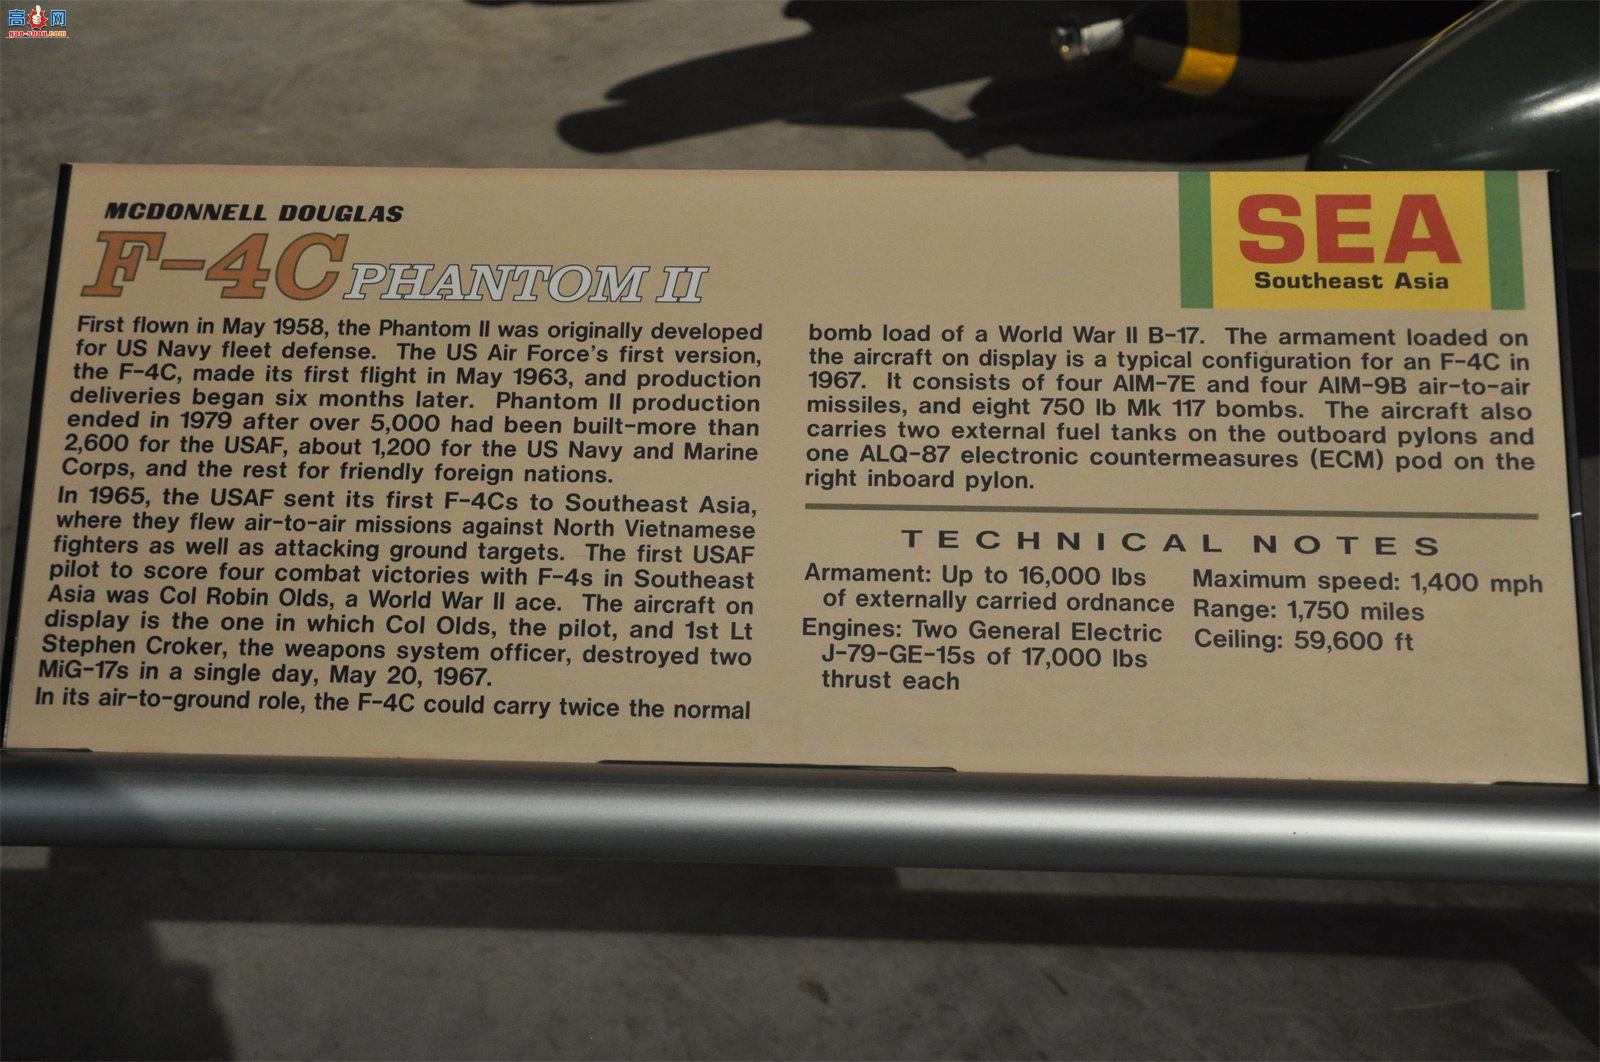 高手网
gao-shou.com
MCDONNELL DOUGLAS
F-4C PHANTOM II
SEA
Southeast Asia
First flown in May 1958, the Phantom II was originally developed
for US Navy fleet defense. The US Air Force's first version,
the F-4C, made its first flight in May 1963, and production
deliveries began six months later. Phantom II production
ended in 1979 after over 5,000 had been built-more than
2,600 for the USAF, about 1,200 for the US Navy and Marine
Corps, and the rest for friendly foreign nations.
In 1965, the USAF sent its first F-4Cs to Southeast Asia,
where they flew air-to-air missions against North Vietnamese
fighters as well as attacking ground targets. The first USAF
pilot to score four combat victories with F-4s in Southeast
Asia was Col Robin Olds, a World War II ace. The aircraft on
display is the one in which Col Olds, the pilot, and 1st Lt
Stephen Croker, the weapons system officer, destroyed two
MiG-17s in a single day, May 20, 1967.
In its air-to-ground role, the F-4C could carry twice the normal
bomb load of a World War II B-17. The armament loaded on
the aircraft on display is a typical configuration for an F-4C in
1967. It consists of four AIM-7E and four AIM-9B air-to-air
missiles, and eight 750 lb Mk 117 bombs. The aircraft also
carries two external fuel tanks on the outboard pylons and
one ALQ-87 electronic countermeasures (ECM) pod on the
right inboard pylon.
TECHNICAL NOTES
Armament: Up to 16,000 lbs
of externally carried ordnance
Engines: Two General Electric
J-79-GE-15s of 17,000 lbs
thrust each
Maximum speed: 1,400 mph
Range: 1,750 miles
Ceiling: 59,600 ft